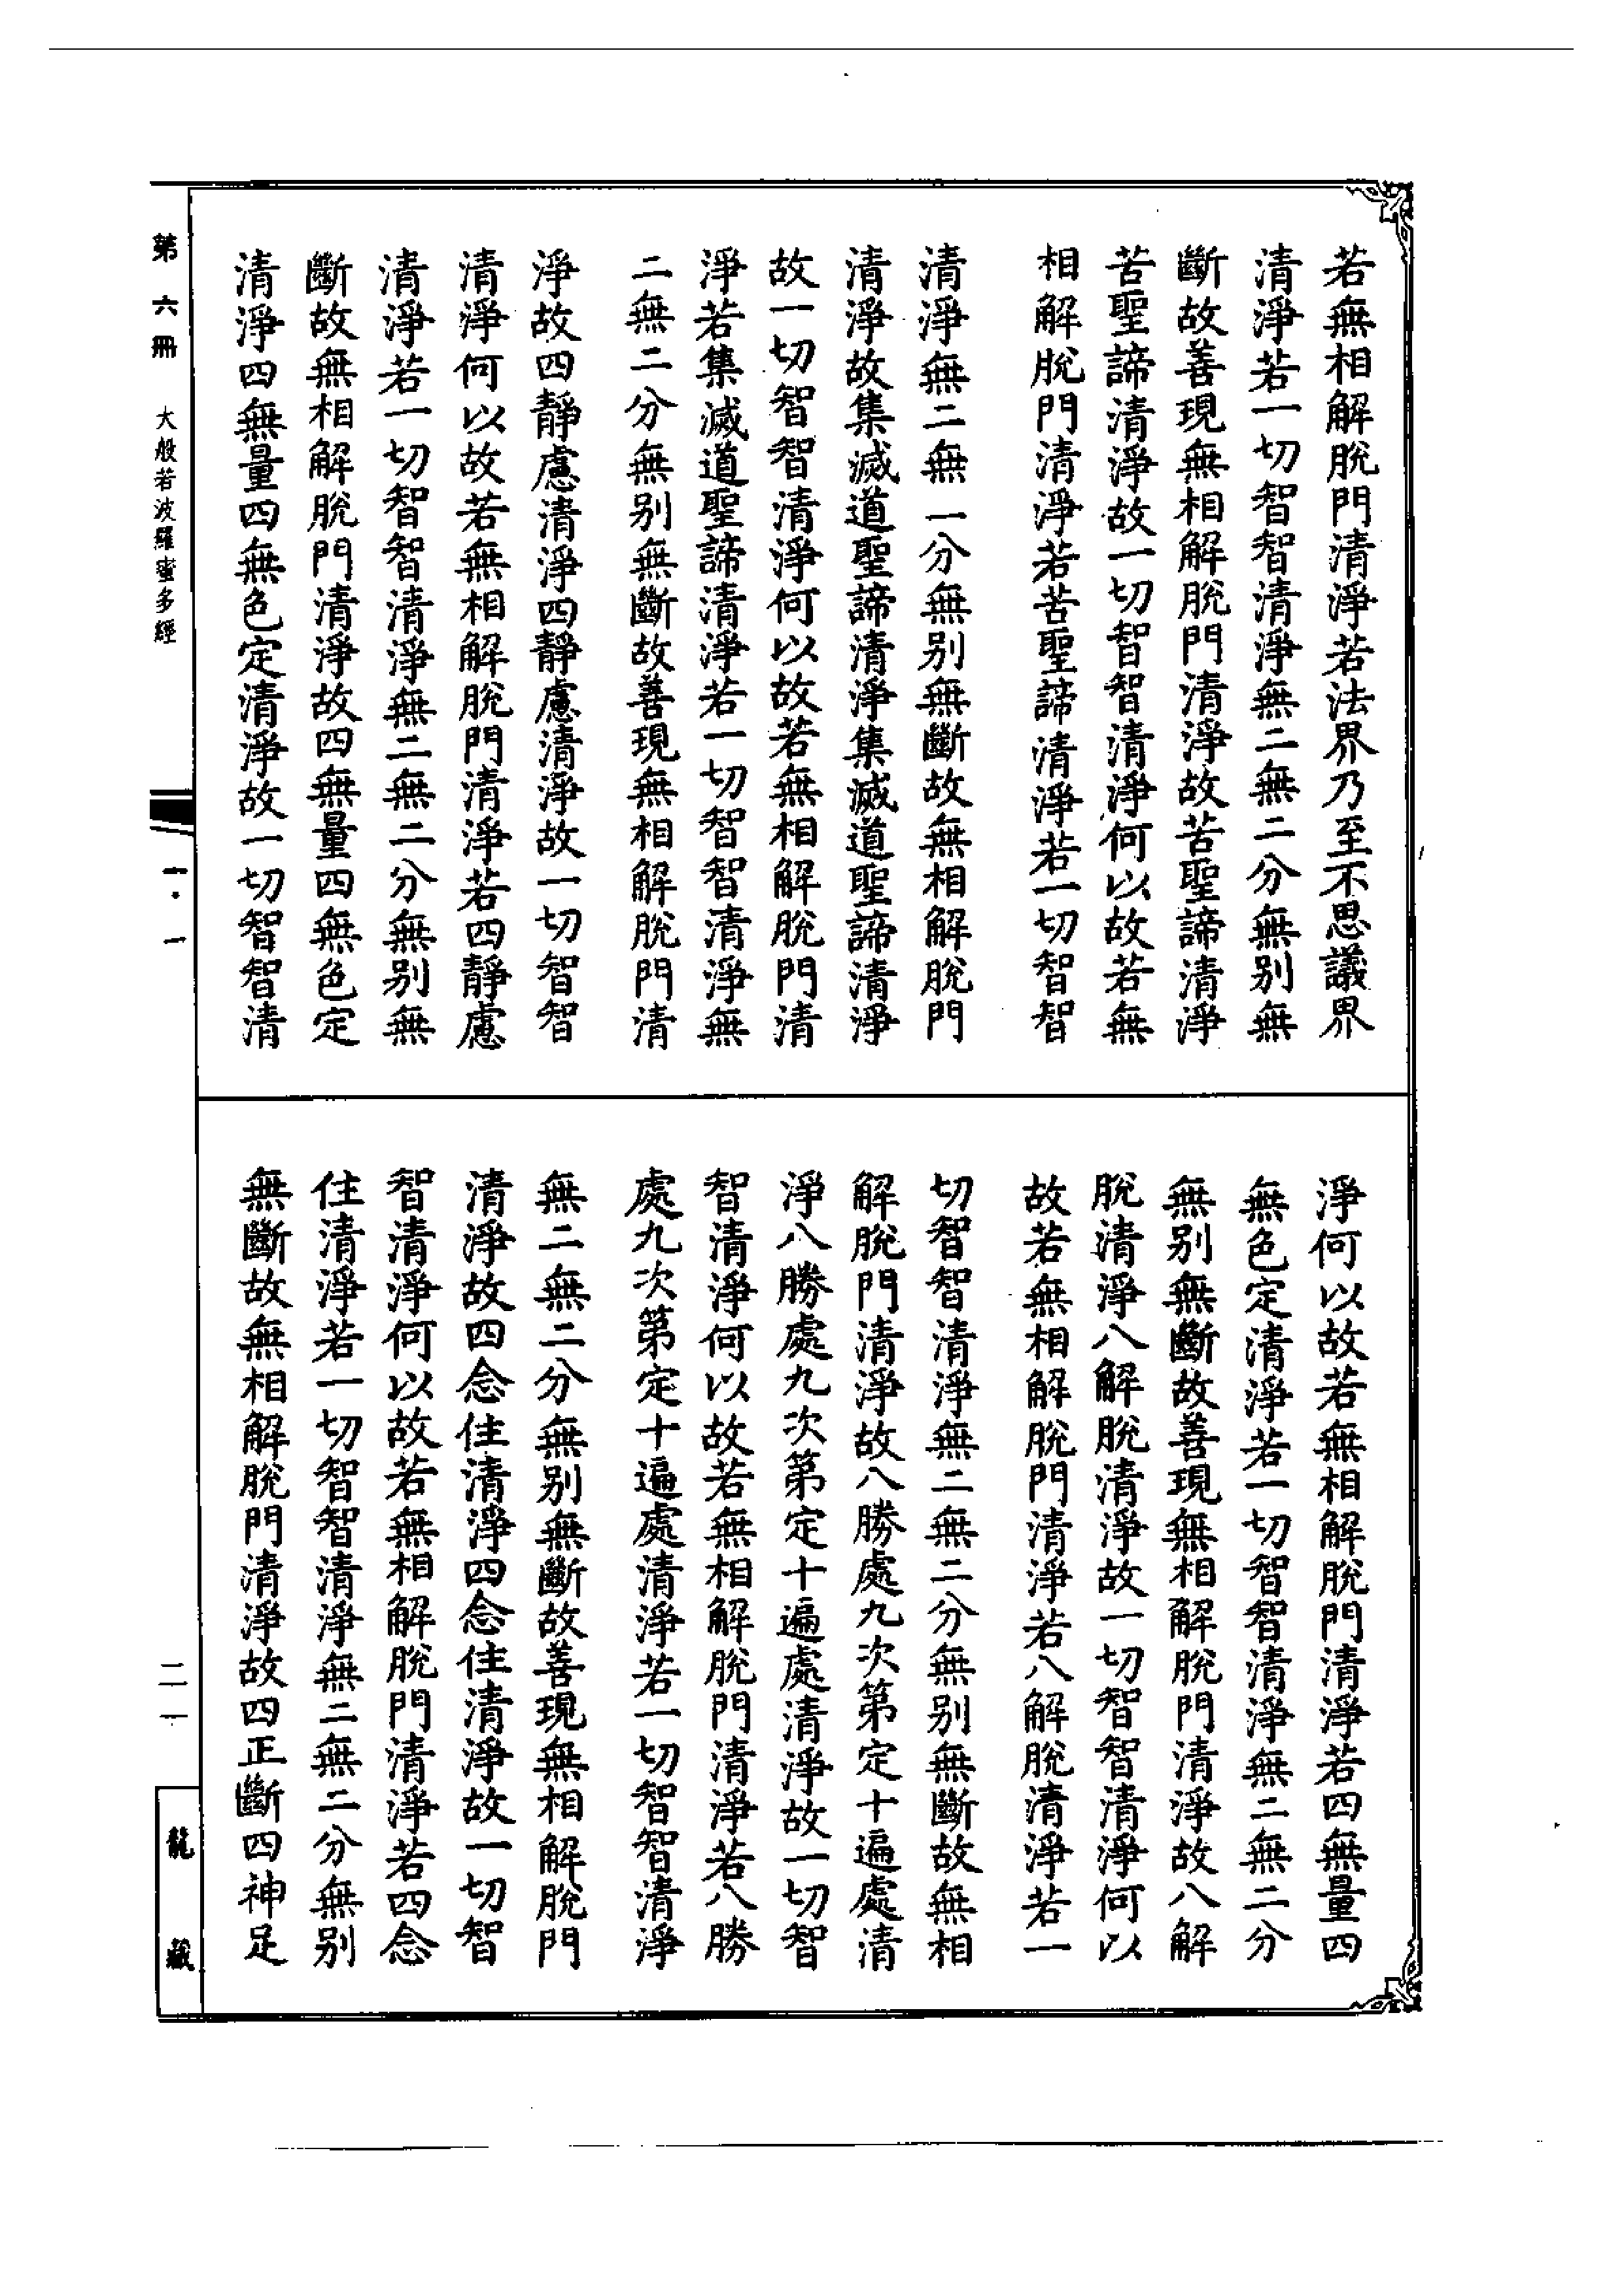 若無相解脫門清淨若法界乃至不思議界
清淨若一切智智清淨無二無二分無別無
斷故善現無相解脫門清淨故苦聖諦清淨
苦聖諦清淨故一切智智清淨何以故若無
相解脫門清淨若苦聖諦清淨若一切智智
清淨無二無二分無別無斷故無相解脫門
清淨故集滅道聖諦清淨集滅道聖諦清淨
故一切智智清淨何以故若無相解脫門清
淨若集滅道聖諦清淨若一切智智清淨無
二無二分無別無斷故善現無相解脫門清
淨故四靜慮清淨四靜慮清淨故一切智智
清淨何以故若無相解脫門清淨若四靜慮
清淨若一切智智清淨無二無二分無別無
斷故無相解脫門清淨故四無量四無色定
清淨四無量四無色定清淨故一切智智清
淨何以故若無相解脫門清淨若四無量四
無色定清淨若一切智智清淨無二無二分
無別無斷故善現無相解脫門清淨故八解
脫清淨八解脫清淨故一切智智清淨何以
故若無相解脫門清淨若八解脫清淨若一
切智智清淨無二無二分無別無斷故無相
解脫門清淨故八勝處九次第定十遍處清
淨八勝處九次第定十遍處清淨故一切智
智清淨何以故若無相解脫門清淨若八勝
處九次第定十遍處清淨若一切智智清淨
無二無二分無別無斷故善現無相解脫門
清淨故四念住清淨四念住清淨故一切智
智清淨何以故若無相解脫門清淨若四念
住清淨若一切智智清淨無二無二分無別
無斷故無相解脫門清淨故四正斷四神足
第六冊 大般若波羅蜜多經
二一
龍藏